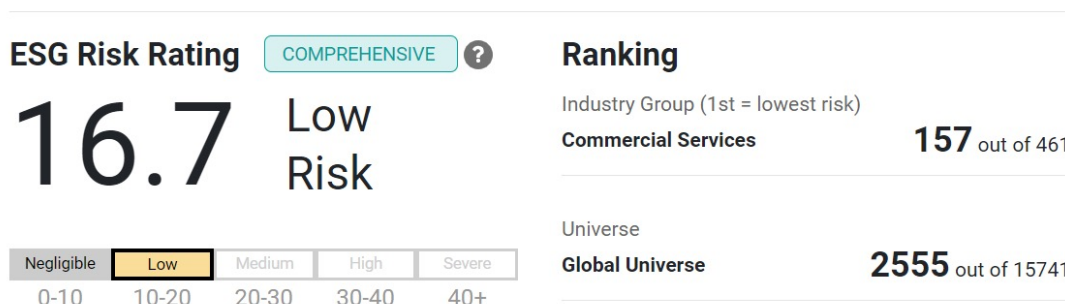 ESG Risk Rating COMPREHENSIVE ?
16.7 Low Risk
Negligible Low Medium High Severe
0-10 10-20 20-30 30-40 40+
Ranking
Industry Group (1st = lowest risk)
Commercial Services 157 out of 461
Universe
Global Universe 2555 out of 15741